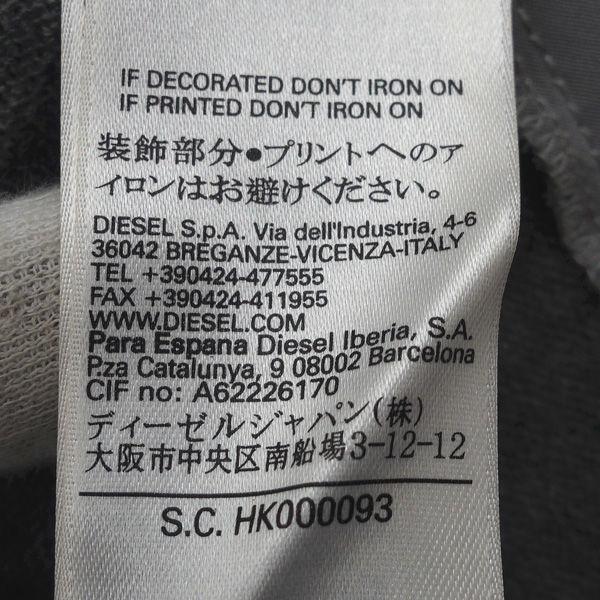 IF DECORATED DON'T IRON ON
IF PRINTED DON'T IRON ON
装飾部分●プリントへのア
イロンはお避けください。
DIESEL S.p.A. Via dell'Industria, 4-6
36042 BREGANZE-VICENZA-ITALY
TEL +390424-477555
FAX +390424-411955
WWW.DIESEL.COM
Para Espana Diesel Iberia, S.A.
P.za Catalunya, 9 08002 Barcelona
CIF no: A62226170
ディーゼルジャパン(株)
大阪市中央区南船場3-12-12
S.C. HK000093